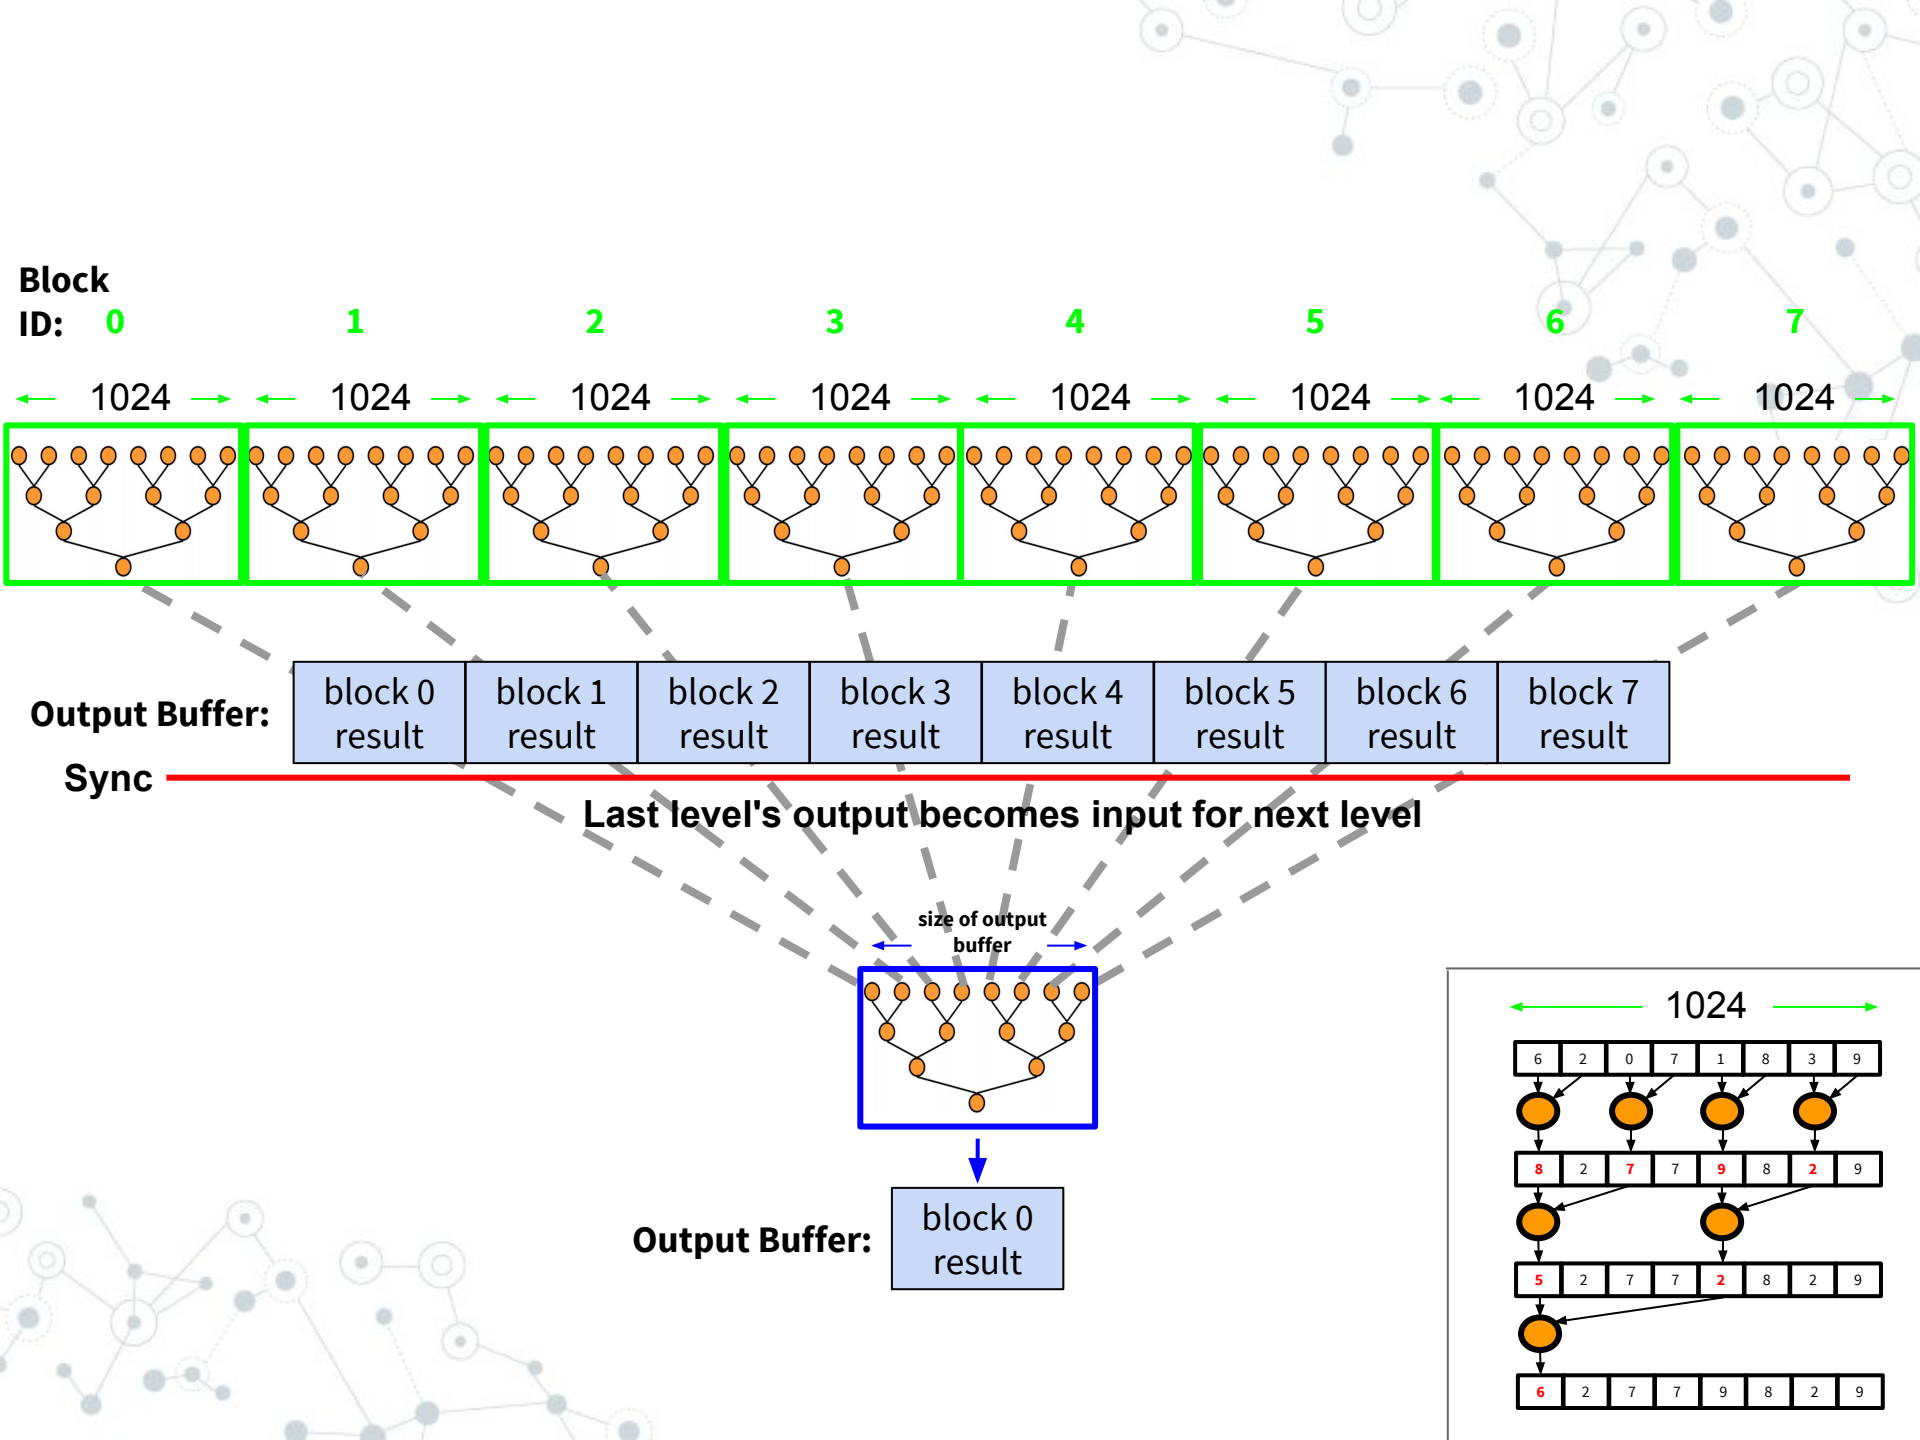 Block
ID: 0 1 2 3 4 5 6 7
1024 1024 1024 1024 1024 1024 1024 1024
Output Buffer:
block 0
result
block 1
result
block 2
result
block 3
result
block 4
result
block 5
result
block 6
result
block 7
result
Sync
Last level's output becomes input for next level
size of output
buffer
Output Buffer:
block 0
result
1024
6 2 0 7 1 8 3 9
8 2 7 7 9 8 2 9
5 2 7 7 2 8 2 9
6 2 7 7 9 8 2 9